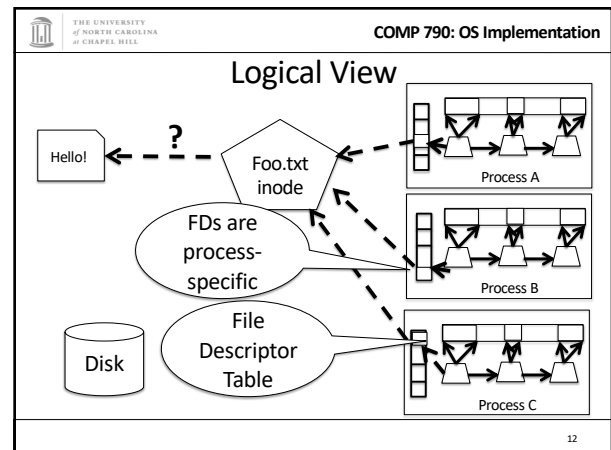 THE UNIVERSITY
of NORTH CAROLINA
at CHAPEL HILL
COMP 790: OS Implementation
Logical View
?
Hello!
Foo.txt
inode
Process A
FDs are
process-
specific
Process B
File
Descriptor
Table
Disk
Process C
12